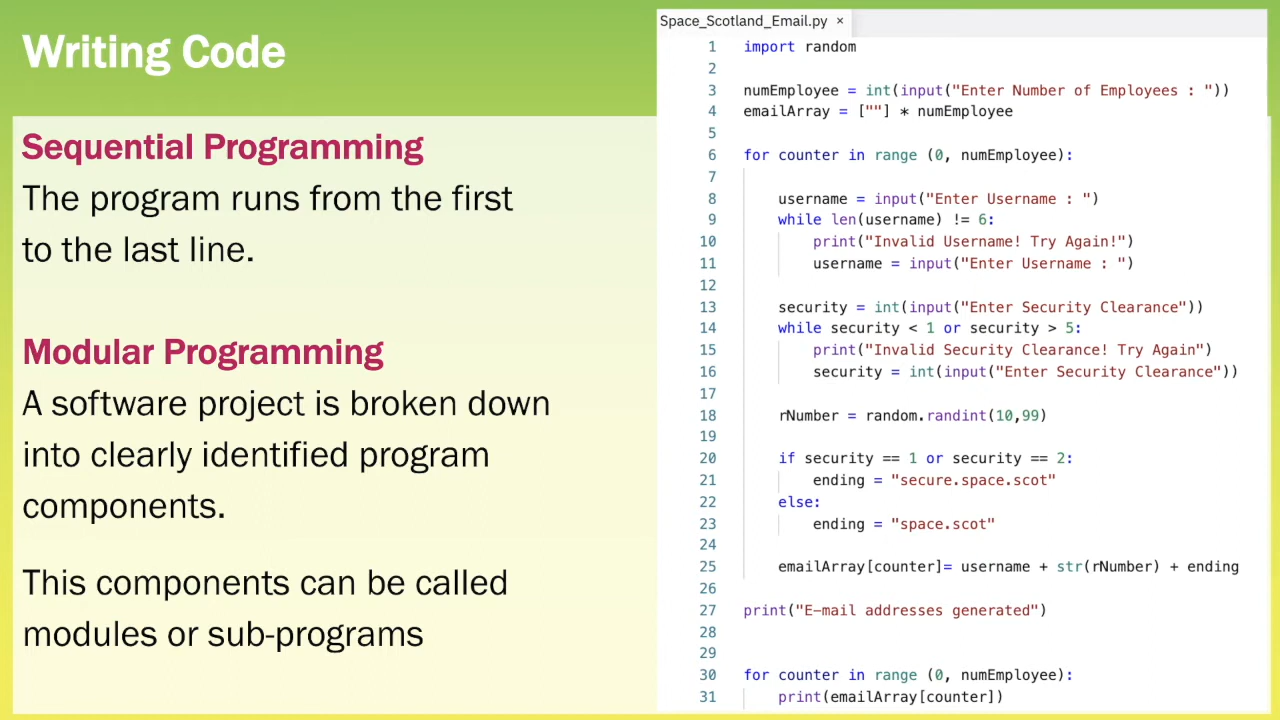 Writing Code
Sequential Programming
The program runs from the first
to the last line.
Modular Programming
A software project is broken down
into clearly identified program
components.
This components can be called
modules or sub-programs
Space_Scotland_Email.py ×
1 import random
2
3 numEmployee = int(input("Enter Number of Employees : "))
4 emailArray = [""] * numEmployee
5
6 for counter in range (0, numEmployee):
7
8 username = input("Enter Username : ")
9 while len(username) != 6:
10 print("Invalid Username! Try Again!")
11 username = input("Enter Username : ")
12
13 security = int(input("Enter Security Clearance"))
14 while security < 1 or security > 5:
15 print("Invalid Security Clearance! Try Again")
16 security = int(input("Enter Security Clearance"))
17
18 rNumber = random.randint(10,99)
19
20 if security == 1 or security == 2:
21 ending = "secure.space.scot"
22 else:
23 ending = "space.scot"
24
25 emailArray[counter]= username + str(rNumber) + ending
26
27 print("E-mail addresses generated")
28
29
30 for counter in range (0, numEmployee):
31 print(emailArray[counter])